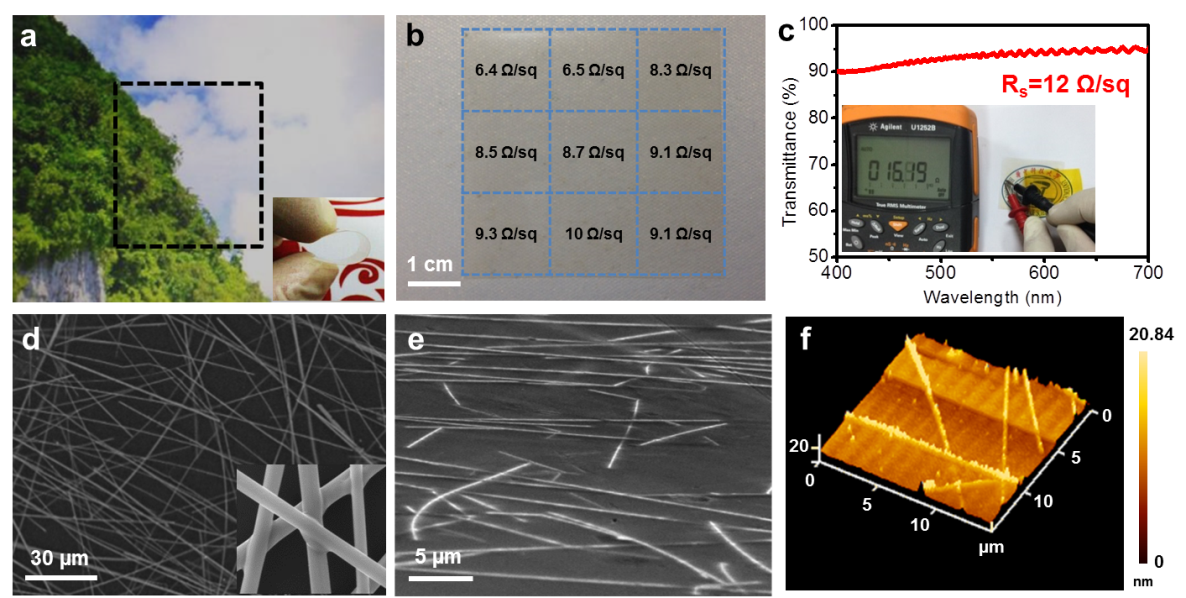 a
b
6.4 Ω/sq 6.5 Ω/sq 8.3 Ω/sq
8.5 Ω/sq 8.7 Ω/sq 9.1 Ω/sq
9.3 Ω/sq 10 Ω/sq 9.1 Ω/sq
1 cm
c
Transmittance (%)
100
90
80
70
60
50
400 500 600 700
Wavelength (nm)
Rs=12 Ω/sq
Agilent U1252B
016.19
True RMS Multimeter
d
30 μm
e
5 μm
f
20
0
5
10
μm
10
5
0
20.84
0
nm